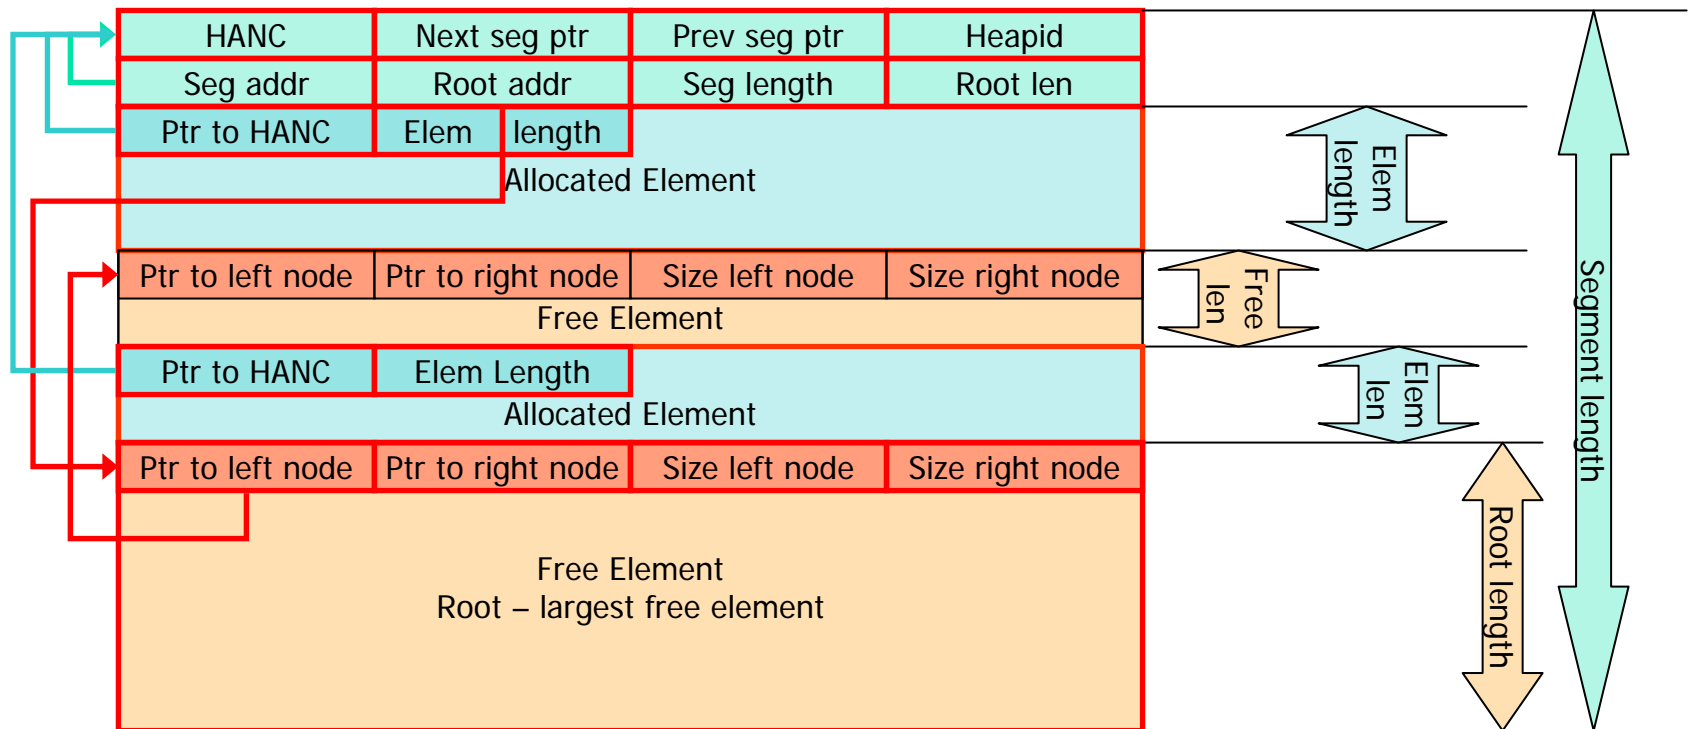 HANC Next seg ptr Prev seg ptr Heapid
Seg addr Root addr Seg length Root len
Ptr to HANC Elem length
Allocated Element
Elem length
Ptr to left node Ptr to right node Size left node Size right node
Free Element
Free len
Ptr to HANC Elem Length
Allocated Element
Elem len
Ptr to left node Ptr to right node Size left node Size right node
Free Element
Root – largest free element
Root length
Segment length